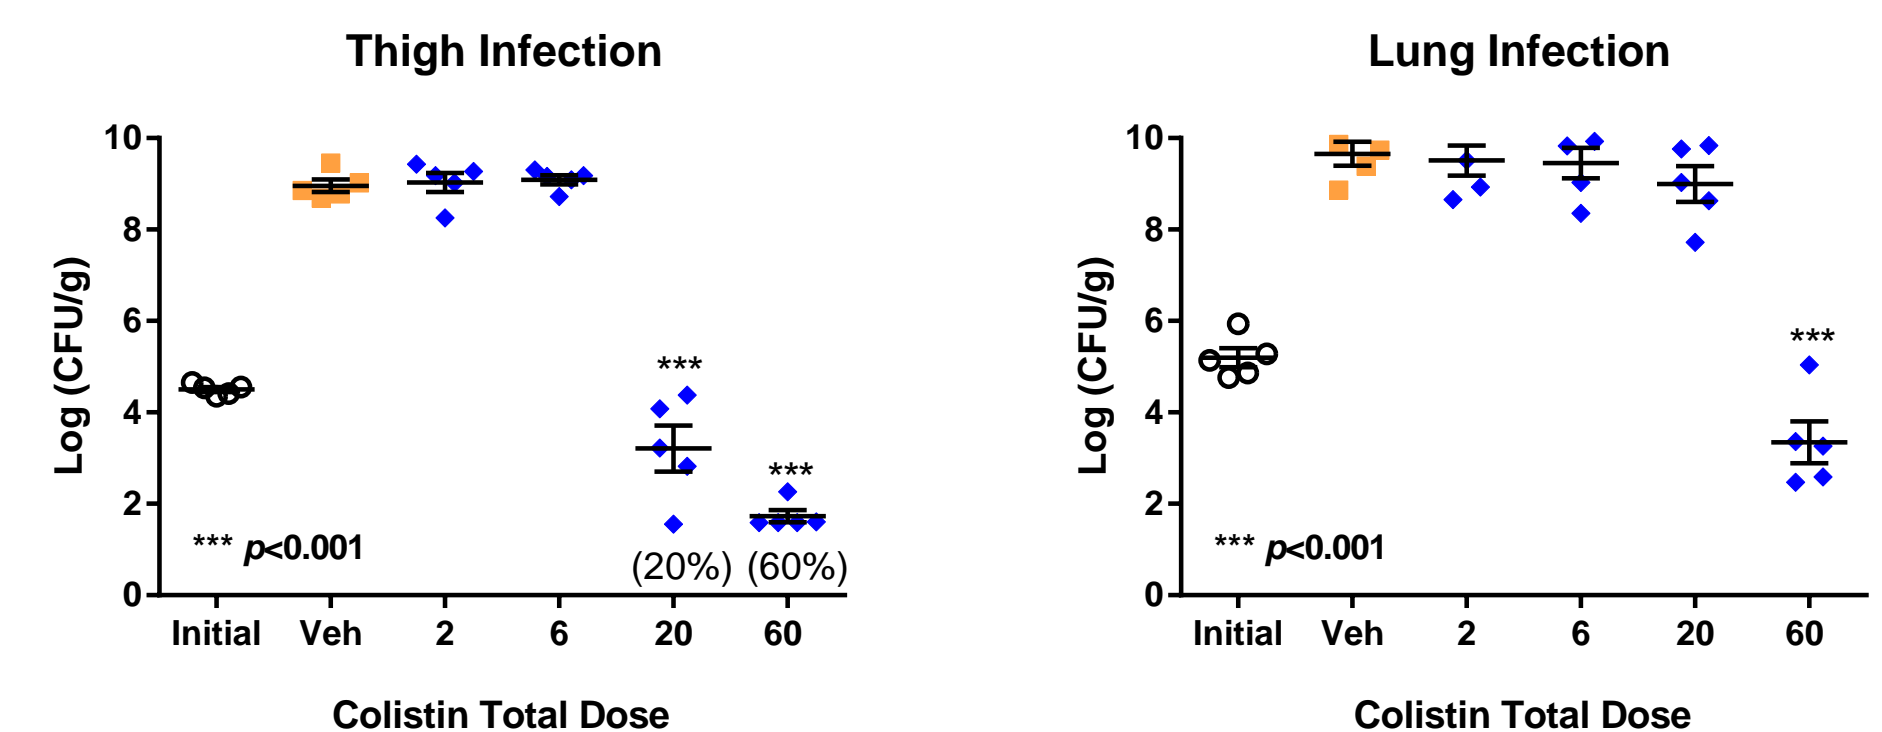 Thigh Infection
10
8
6
4
2
0
Log (CFU/g)
***
***
*** p<0.001
(20%) (60%)
Initial Veh 2 6 20 60
Colistin Total Dose
Lung Infection
10
8
6
4
2
0
Log (CFU/g)
***
*** p<0.001
Initial Veh 2 6 20 60
Colistin Total Dose